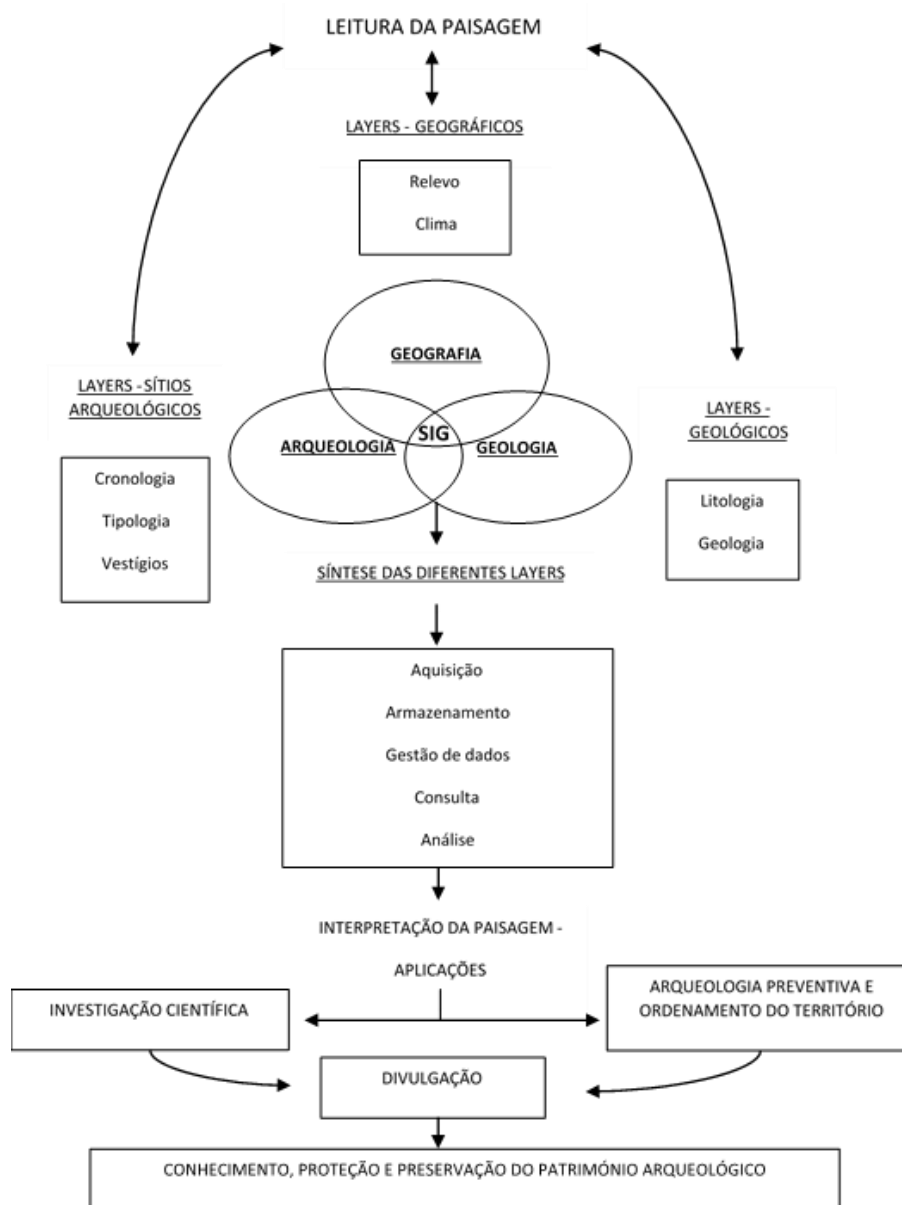 LEITURA DA PAISAGEM
LAYERS - GEOGRÁFICOS
Relevo
Clima
GEOGRAFIA
LAYERS - SÍTIOS
ARQUEOLÓGICOS
Cronologia
Tipologia
Vestígios
ARQUEOLOGIA
SIG
GEOLOGIA
LAYERS -
GEOLÓGICOS
Litologia
Geologia
SÍNTESE DAS DIFERENTES LAYERS
Aquisição
Armazenamento
Gestão de dados
Consulta
Análise
INTERPRETAÇÃO DA PAISAGEM -
APLICAÇÕES
INVESTIGAÇÃO CIENTÍFICA
ARQUEOLOGIA PREVENTIVA E
ORDENAMENTO DO TERRITÓRIO
DIVULGAÇÃO
CONHECIMENTO, PROTEÇÃO E PRESERVAÇÃO DO PATRIMÓNIO ARQUEOLÓGICO